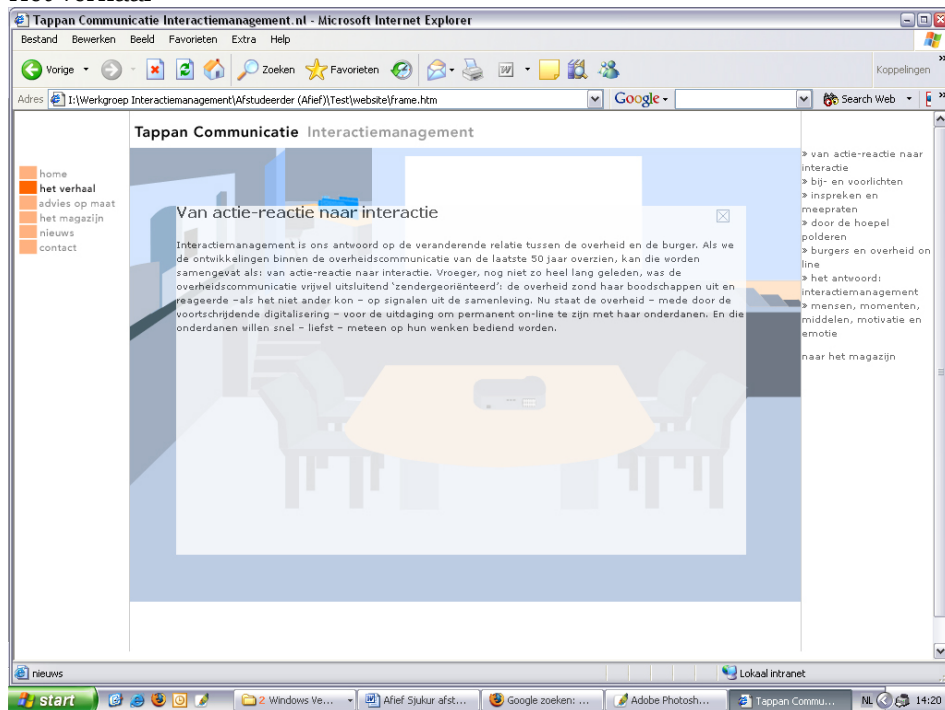 Tappan Communicatie Interactiemanagement.nl - Microsoft Internet Explorer
Bestand Bewerken Beeld Favorieten Extra Help
Vorige Zoeken Favorieten Koppelingen
Adres I:\Werkgroep Interactiemanagement\Afstudeerder (Afief)\Test\website\frame.htm Google Search Web
Tappan Communicatie Interactiemanagement
home
het verhaal
advies op maat
het magazijn
nieuws
contact
Van actie-reactie naar interactie
Interactiemanagement is ons antwoord op de veranderende relatie tussen de overheid en de burger. Als we
de ontwikkelingen binnen de overheidscommunicatie van de laatste 50 jaar overzien, kan die worden
samengevat als: van actie-reactie naar interactie. Vroeger, nog niet zo heel lang geleden, was de
overheidscommunicatie vrijwel uitsluitend ‘zendergeoriënteerd’: de overheid zond haar boodschappen uit en
reageerde –als het niet ander kon – op signalen uit de samenleving. Nu staat de overheid – mede door de
voortschrijdende digitalisering – voor de uitdaging om permanent on-line te zijn met haar onderdanen. En die
onderdanen willen snel – liefst – meteen op hun wenken bediend worden.
» van actie-reactie naar
interactie
» bij- en voorlichten
» inspreken en
meepraten
» door de hoepel
polderen
» burgers en overheid on
line
» het antwoord:
interactiemanagement
» mensen, momenten,
middelen, motivatie en
emotie
naar het magazijn
nieuws Lokaal intranet
start 2 Windows Ve... Afief Sjukur afst... Google zoeken: ... Adobe Photosh... Tappan Commu... NL 14:20